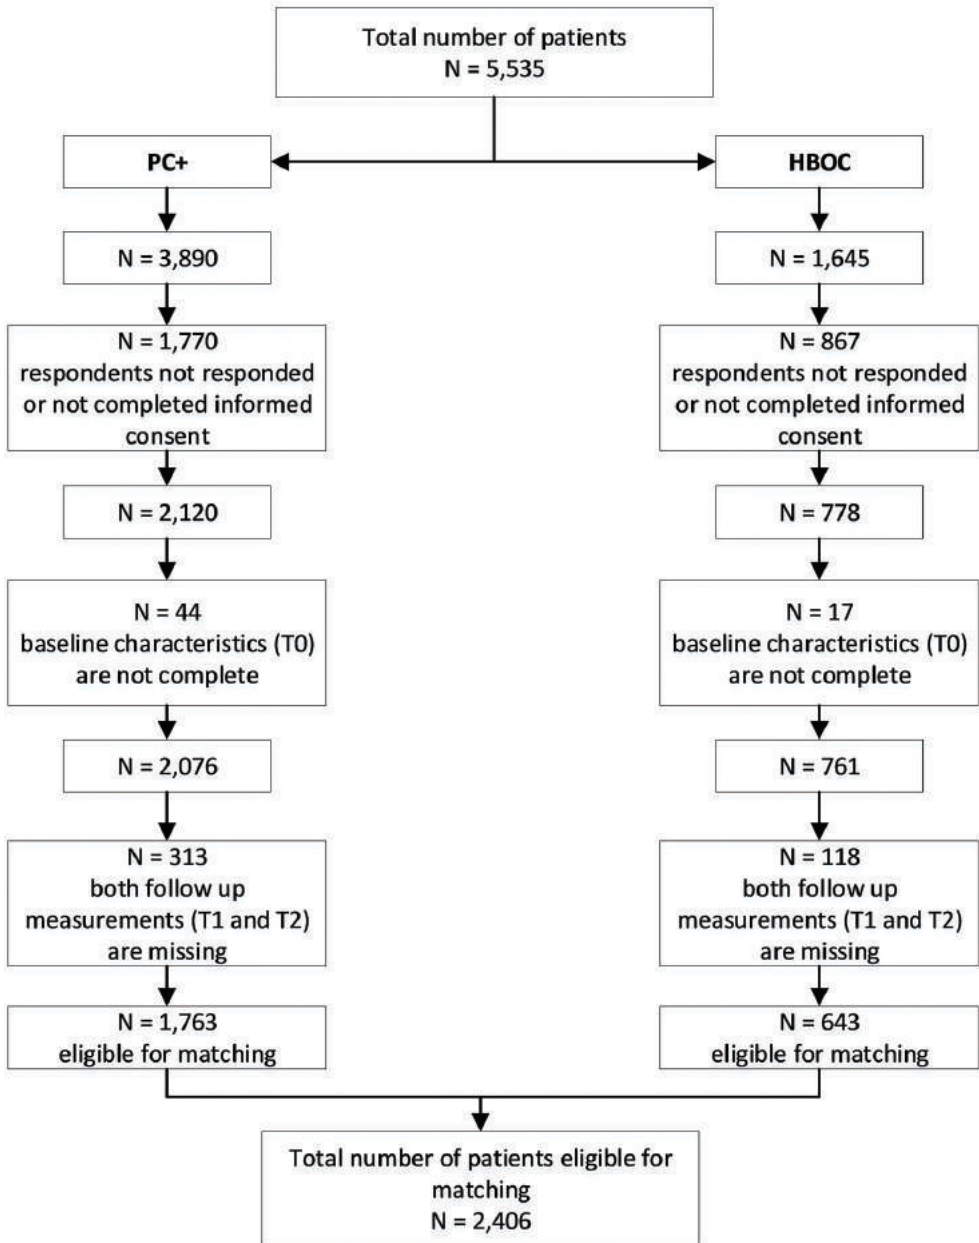 Total number of patients
N = 5,535
PC+
HBOC
N = 3,890
N = 1,645
N = 1,770
respondents not responded
or not completed informed
consent
N = 867
respondents not responded
or not completed informed
consent
N = 2,120
N = 778
N = 44
baseline characteristics (T0)
are not complete
N = 17
baseline characteristics (T0)
are not complete
N = 2,076
N = 761
N = 313
both follow up
measurements (T1 and T2)
are missing
N = 118
both follow up
measurements (T1 and T2)
are missing
N = 1,763
eligible for matching
N = 643
eligible for matching
Total number of patients eligible for
matching
N = 2,406